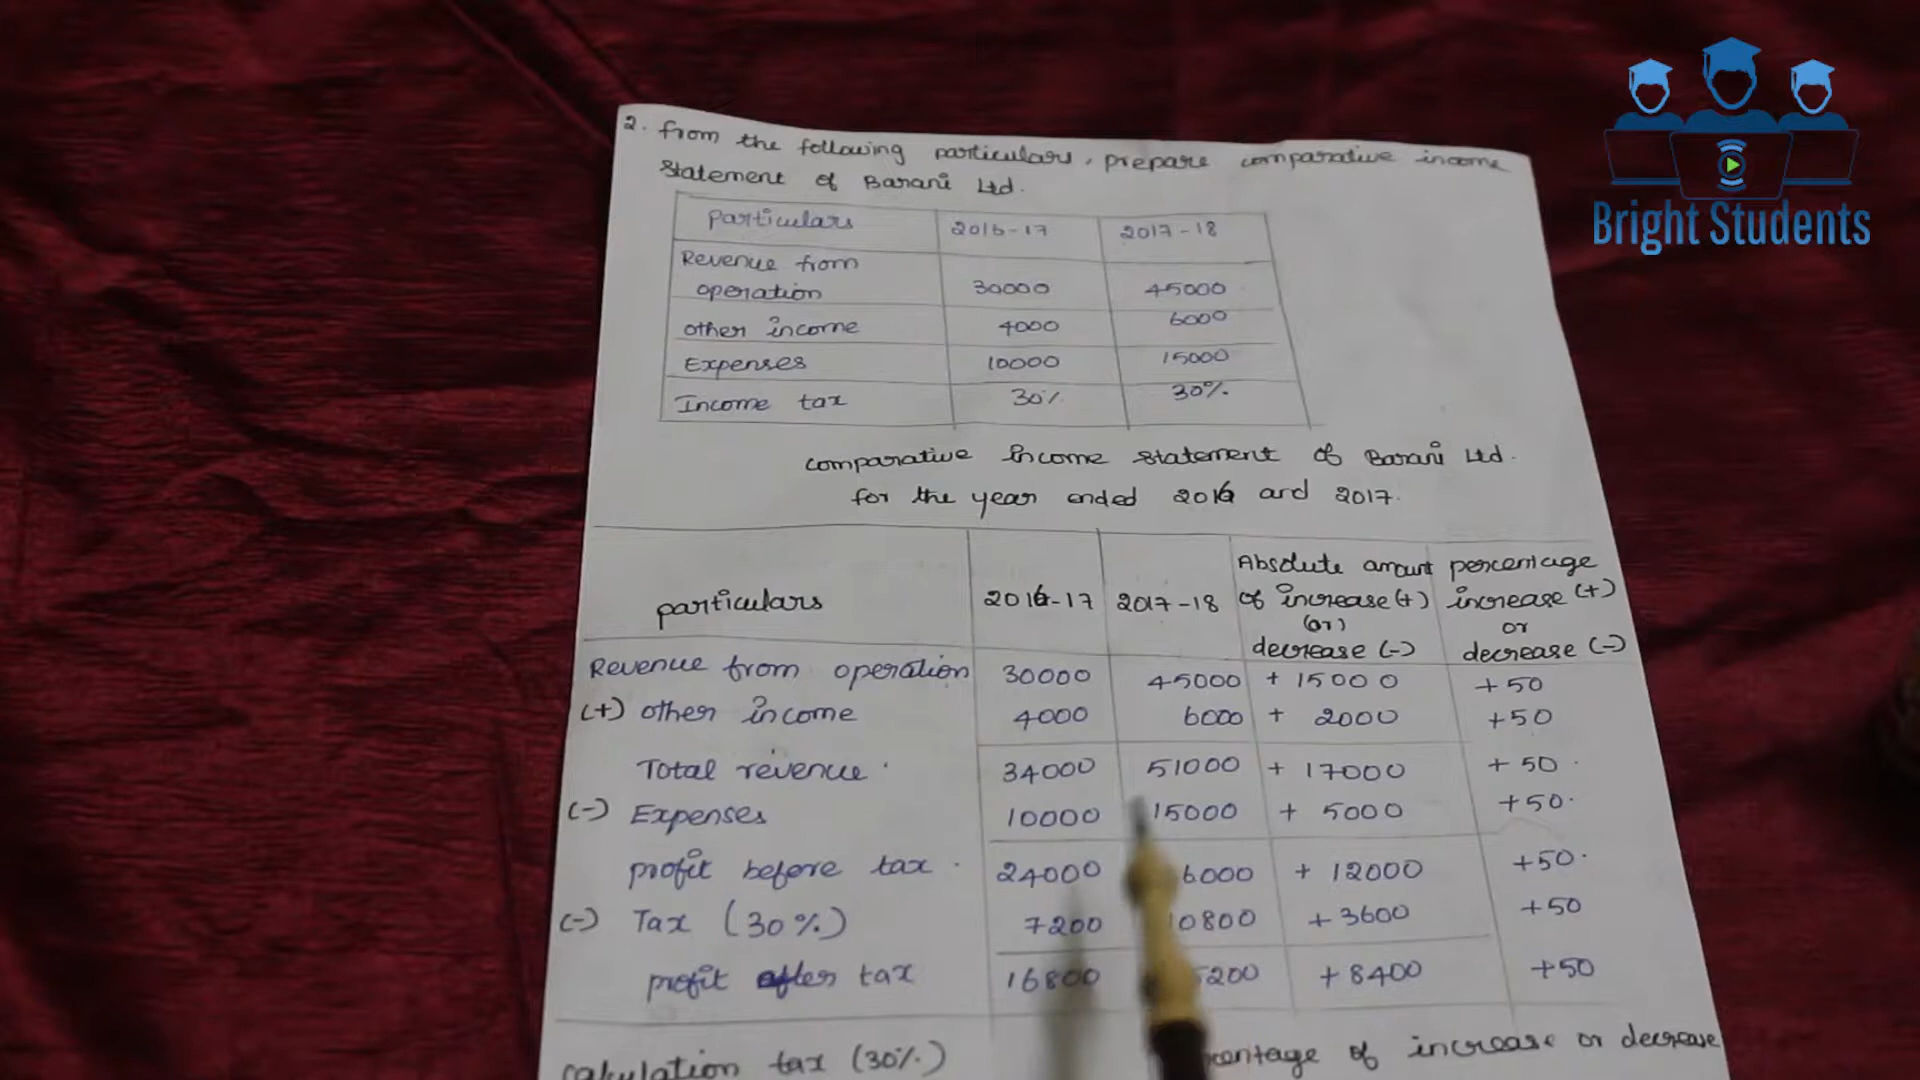 2. From the following particulars, prepare comparative income
statement of Barani Ltd.
Particulars 2016-17 2017-18
Revenue from
operation 30000 45000
other income 4000 6000
Expenses 10000 15000
Income tax 30% 30%
comparative income statement of Barani Ltd.
for the year ended 2016 and 2017.
Absolute amount percentage
particulars 2016-17 2017-18 of increase (+) increase (+)
(or) or
decrease (-) decrease (-)
Revenue from operation 30000 45000 + 15000 +50
(+) other income 4000 6000 + 2000 +50
Total revenue 34000 51000 + 17000 +50
(-) Expenses 10000 15000 + 5000 +50
profit before tax 24000 6000 + 12000 +50
(-) Tax (30%) 7200 10800 +3600 +50
profit after tax 16800 5200 +8400 +50
calculation tax (30%) centage of increase or decrease
Bright Students